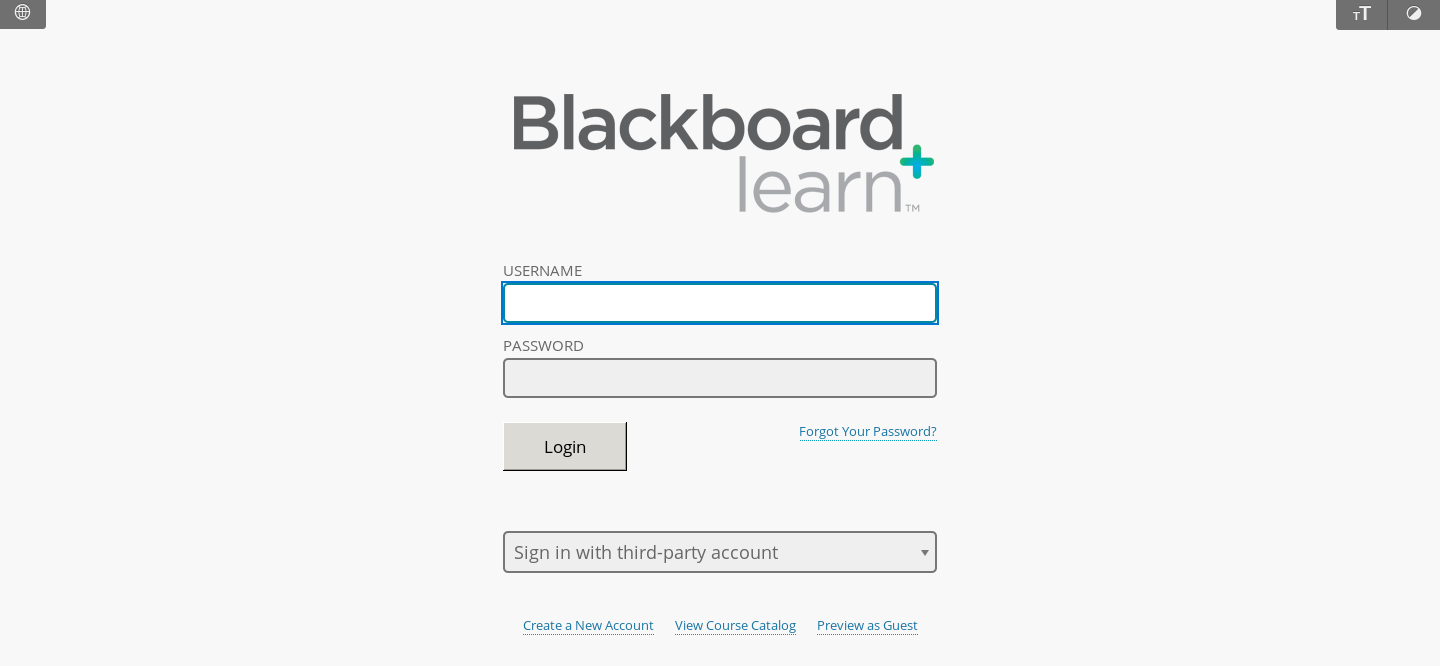 TT
Blackboard
learn™
USERNAME
PASSWORD
Login
Forgot Your Password?
Sign in with third-party account
Create a New Account View Course Catalog Preview as Guest